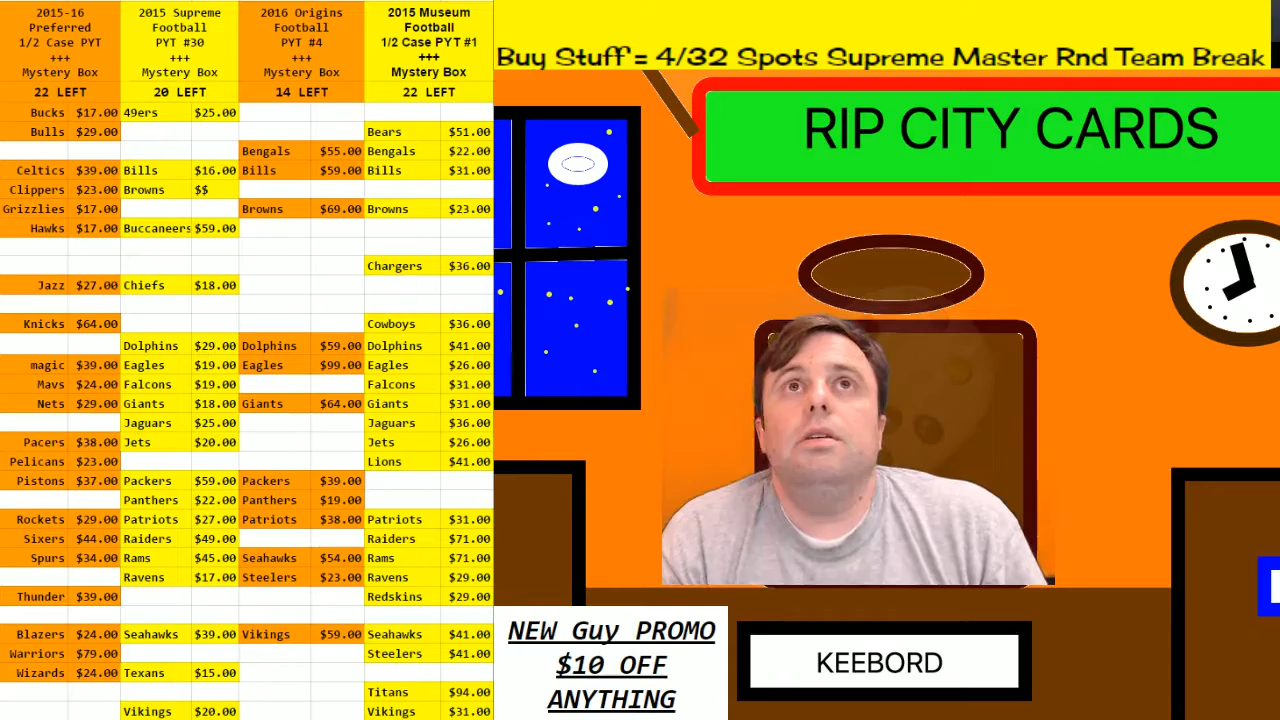 2015-16 Preferred 1/2 Case PYT +++ Mystery Box 22 LEFT
2015 Supreme Football PYT #30 +++ Mystery Box 20 LEFT
2016 Origins Football PYT #4 +++ Mystery Box 14 LEFT
2015 Museum Football 1/2 Case PYT #1 +++ Mystery Box 22 LEFT
Bucks $17.00 49ers $25.00
Bulls $29.00 Bears $51.00
Bengals $55.00 Bengals $22.00
Celtics $39.00 Bills $16.00 Bills $59.00 Bills $31.00
Clippers $23.00 Browns $$
Grizzlies $17.00 Browns $69.00 Browns $23.00
Hawks $17.00 Buccaneers $59.00
Chargers $36.00
Jazz $27.00 Chiefs $18.00
Knicks $64.00 Cowboys $36.00
Dolphins $29.00 Dolphins $59.00 Dolphins $41.00
magic $39.00 Eagles $19.00 Eagles $99.00 Eagles $26.00
Mavs $24.00 Falcons $19.00 Falcons $31.00
Nets $29.00 Giants $18.00 Giants $64.00 Giants $31.00
Jaguars $25.00 Jaguars $36.00
Pacers $38.00 Jets $20.00 Jets $26.00
Pelicans $23.00 Lions $41.00
Pistons $37.00 Packers $59.00 Packers $39.00
Panthers $22.00 Panthers $19.00
Rockets $29.00 Patriots $27.00 Patriots $38.00 Patriots $31.00
Sixers $44.00 Raiders $49.00 Raiders $71.00
Spurs $34.00 Rams $45.00 Seahawks $54.00 Rams $71.00
Ravens $17.00 Steelers $23.00 Ravens $29.00
Thunder $39.00 Redskins $29.00
Blazers $24.00 Seahawks $39.00 Vikings $59.00 Seahawks $41.00
Warriors $79.00 Steelers $41.00
Wizards $24.00 Texans $15.00
Titans $94.00
Vikings $20.00 Vikings $31.00
Buy Stuff = 4/32 Spots Supreme Master Rnd Team Break
RIP CITY CARDS
NEW Guy PROMO
$10 OFF
ANYTHING
KEEBORD